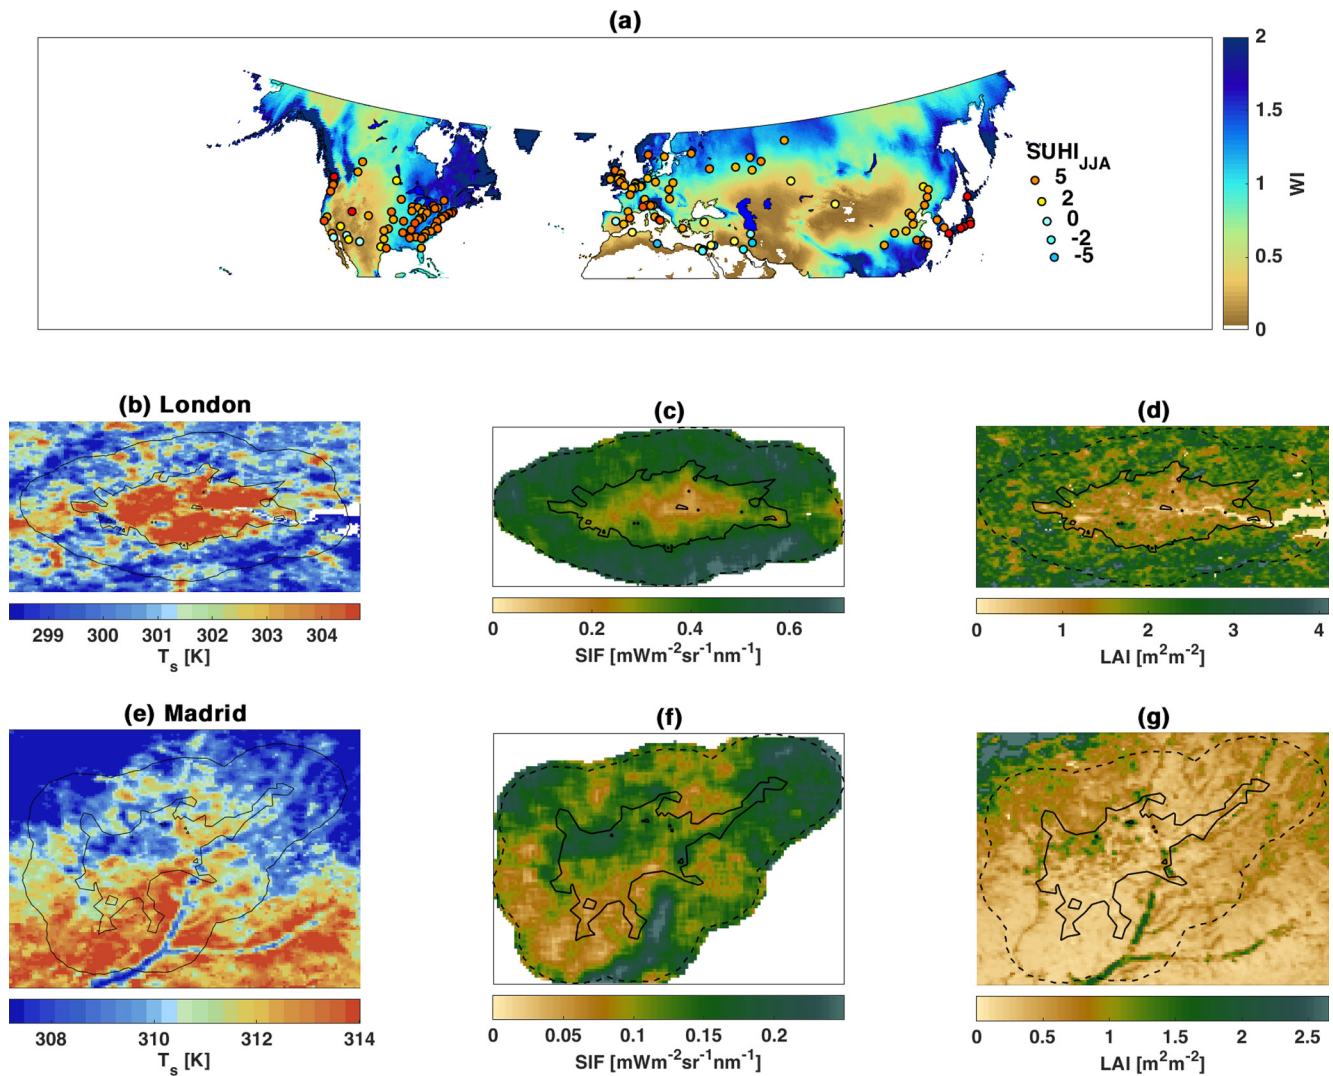 (a)
2
1.5
1
0.5
0
WI
SUHI_JJA
5
2
0
-2
-5
(b) London
(c)
(d)
299 300 301 302 303 304
T_s [K]
0 0.2 0.4 0.6
SIF [mWm⁻²sr⁻¹nm⁻¹]
0 1 2 3 4
LAI [m²m⁻²]
(e) Madrid
(f)
(g)
308 310 312 314
T_s [K]
0 0.05 0.1 0.15 0.2
SIF [mWm⁻²sr⁻¹nm⁻¹]
0 0.5 1 1.5 2 2.5
LAI [m²m⁻²]